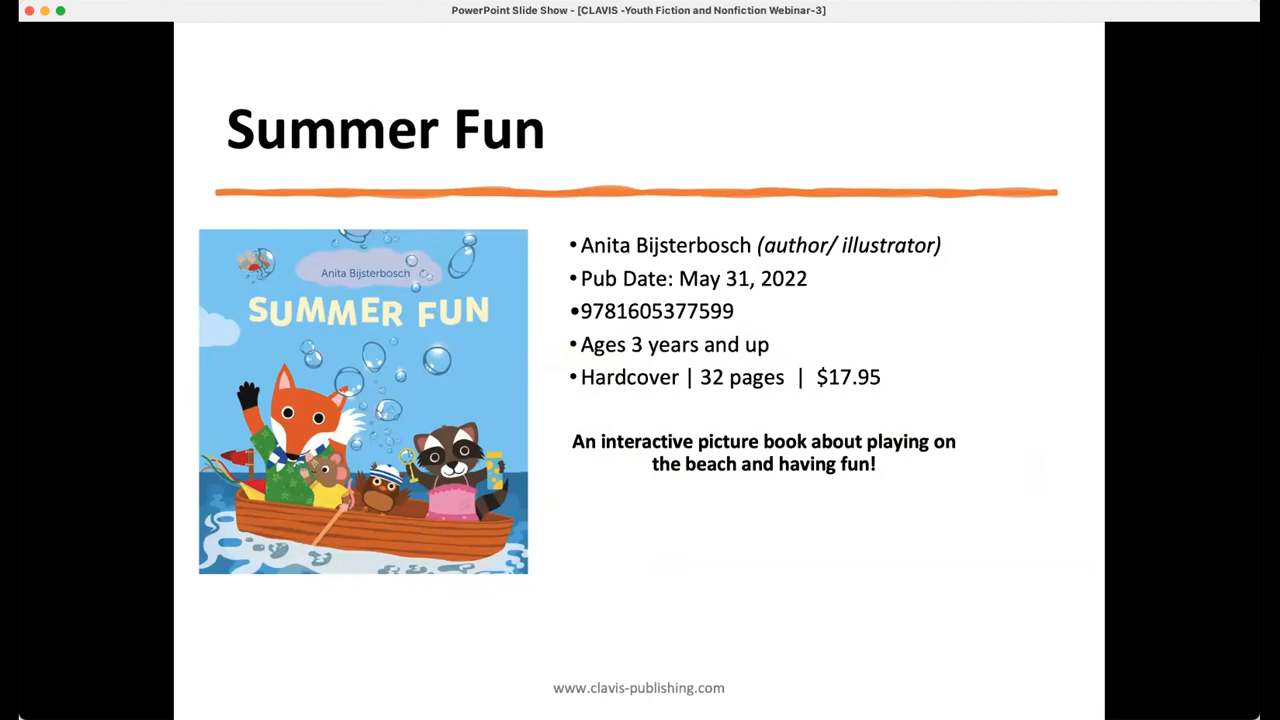 PowerPoint Slide Show - [CLAVIS -Youth Fiction and Nonfiction Webinar-3]
Summer Fun
Anita Bijsterbosch
SUMMER FUN
• Anita Bijsterbosch (author/ illustrator)
• Pub Date: May 31, 2022
•9781605377599
• Ages 3 years and up
• Hardcover | 32 pages | $17.95
An interactive picture book about playing on
the beach and having fun!
www.clavis-publishing.com